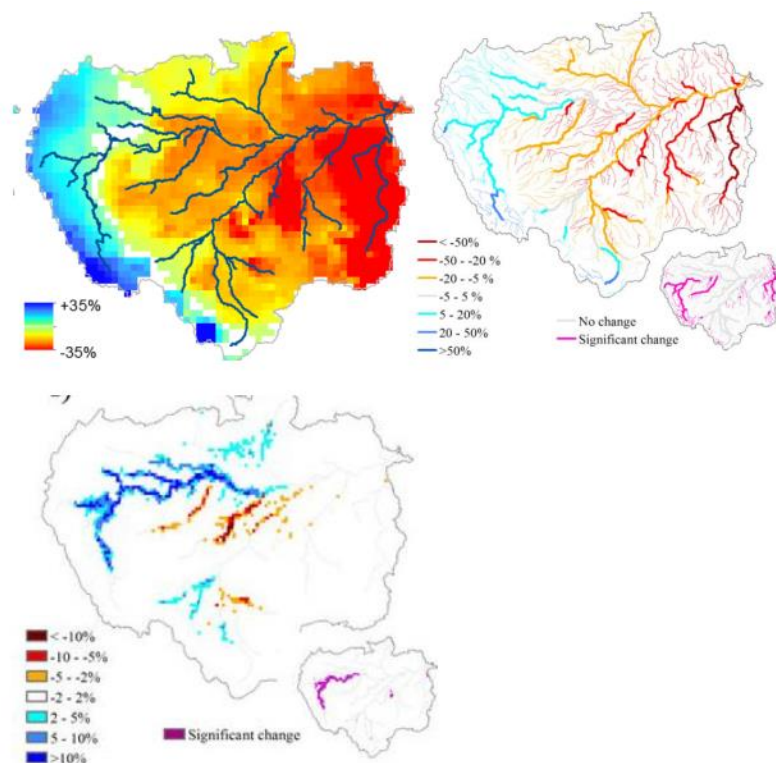 +35%
-35%
< -50%
-50 - -20 %
-20 - -5 %
-5 - 5 %
5 - 20%
20 - 50%
>50%
No change
Significant change
< -10%
-10 - -5%
-5 - -2%
-2 - 2%
2 - 5%
5 - 10%
>10%
Significant change